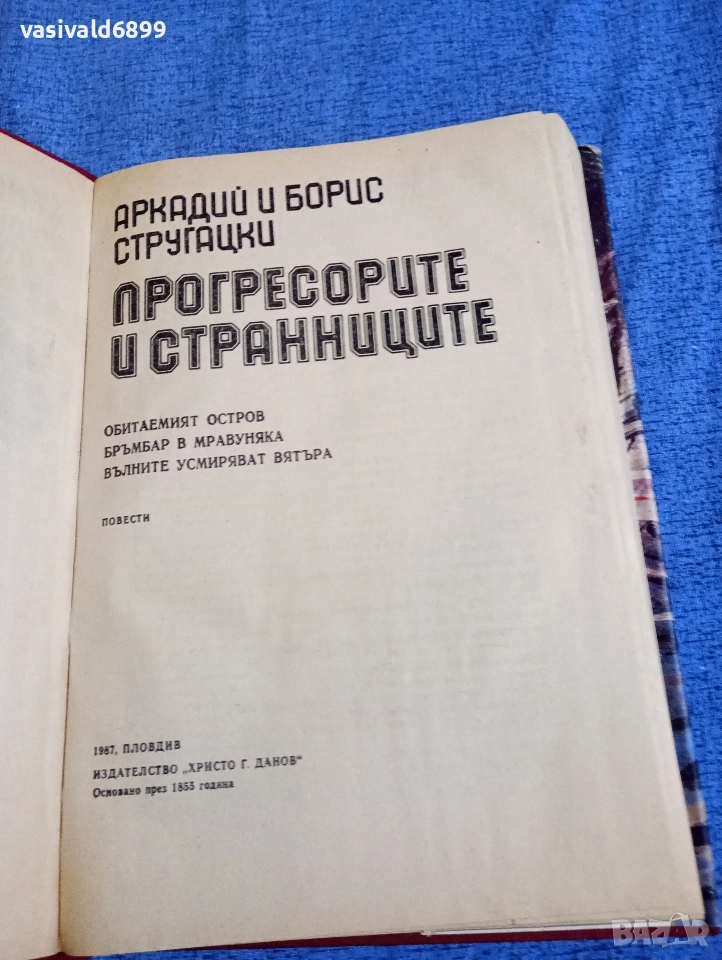 vasivald6899
АРКАДИЙ И БОРИС
СТРУГАЦКИ
ПРОГРЕСОРИТЕ
И СТРАННИЦИТЕ
ОБИТАЕМИЯТ ОСТРОВ
БРЪМБАР В МРАВУНЯКА
ВЪЛНИТЕ УСМИРЯВАТ ВЯТЪРА
ПОВЕСТИ
1987, ПЛОВДИВ
ИЗДАТЕЛСТВО „ХРИСТО Г. ДАНОВ“
Основано през 1855 година
BAZAR